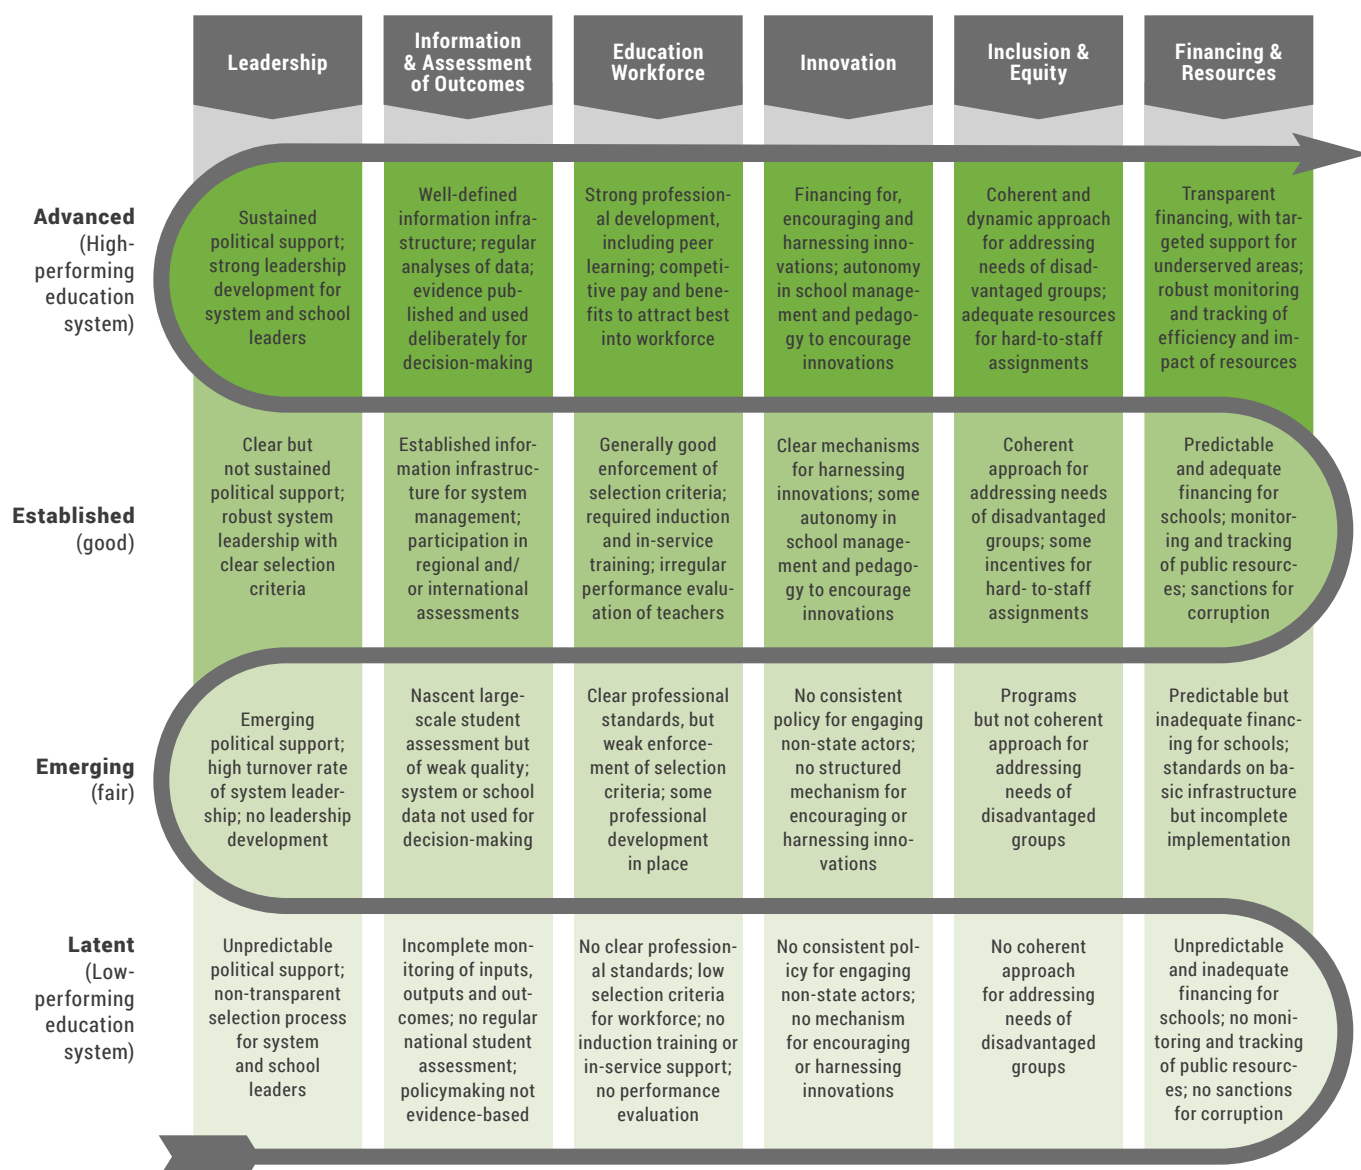 Leadership
Information
& Assessment
of Outcomes
Education
Workforce
Innovation
Inclusion &
Equity
Financing &
Resources
Advanced
(High-
performing
education
system)
Sustained
political support;
strong leadership
development for
system and school
leaders
Well-defined
information infra-
structure; regular
analyses of data;
evidence pub-
lished and used
deliberately for
decision-making
Strong profession-
al development,
including peer
learning; competi-
tive pay and bene-
fits to attract best
into workforce
Financing for,
encouraging and
harnessing inno-
vations; autonomy
in school manage-
ment and pedago-
gy to encourage
innovations
Coherent and
dynamic approach
for addressing
needs of disad-
vantaged groups;
adequate resources
for hard-to-staff
assignments
Transparent
financing, with tar-
geted support for
underserved areas;
robust monitoring
and tracking of
efficiency and im-
pact of resources
Established
(good)
Clear but
not sustained
political support;
robust system
leadership with
clear selection
criteria
Established infor-
mation infrastruc-
ture for system
management;
participation in
regional and/
or international
assessments
Generally good
enforcement of
selection criteria;
required induction
and in-service
training; irregular
performance evalu-
ation of teachers
Clear mechanisms
for harnessing
innovations; some
autonomy in
school manage-
ment and pedago-
gy to encourage
innovations
Coherent
approach for
addressing needs
of disadvantaged
groups; some
incentives for
hard- to-staff
assignments
Predictable
and adequate
financing for
schools; monitor-
ing and tracking
of public resourc-
es; sanctions for
corruption
Emerging
(fair)
Emerging
political support;
high turnover rate
of system leader-
ship; no leadership
development
Nascent large-
scale student
assessment but
of weak quality;
system or school
data not used for
decision-making
Clear professional
standards, but
weak enforce-
ment of selection
criteria; some
professional
development
in place
No consistent
policy for engaging
non-state actors;
no structured
mechanism for
encouraging or
harnessing inno-
vations
Programs
but not coherent
approach for
addressing
needs of
disadvantaged
groups
Predictable but
inadequate financ-
ing for schools;
standards on ba-
sic infrastructure
but incomplete
implementation
Latent
(Low-
performing
education
system)
Unpredictable
political support;
non-transparent
selection process
for system
and school
leaders
Incomplete mon-
itoring of inputs,
outputs and out-
comes; no regular
national student
assessment;
policymaking not
evidence-based
No clear profession-
al standards; low
selection criteria
for workforce; no
induction training or
in-service support;
no performance
evaluation
No consistent pol-
icy for engaging
non-state actors;
no mechanism
for encouraging
or harnessing
innovations
No coherent
approach
for addressing
needs of
disadvantaged
groups
Unpredictable
and inadequate
financing for
schools; no moni-
toring and tracking
of public resourc-
es; no sanctions
for corruption